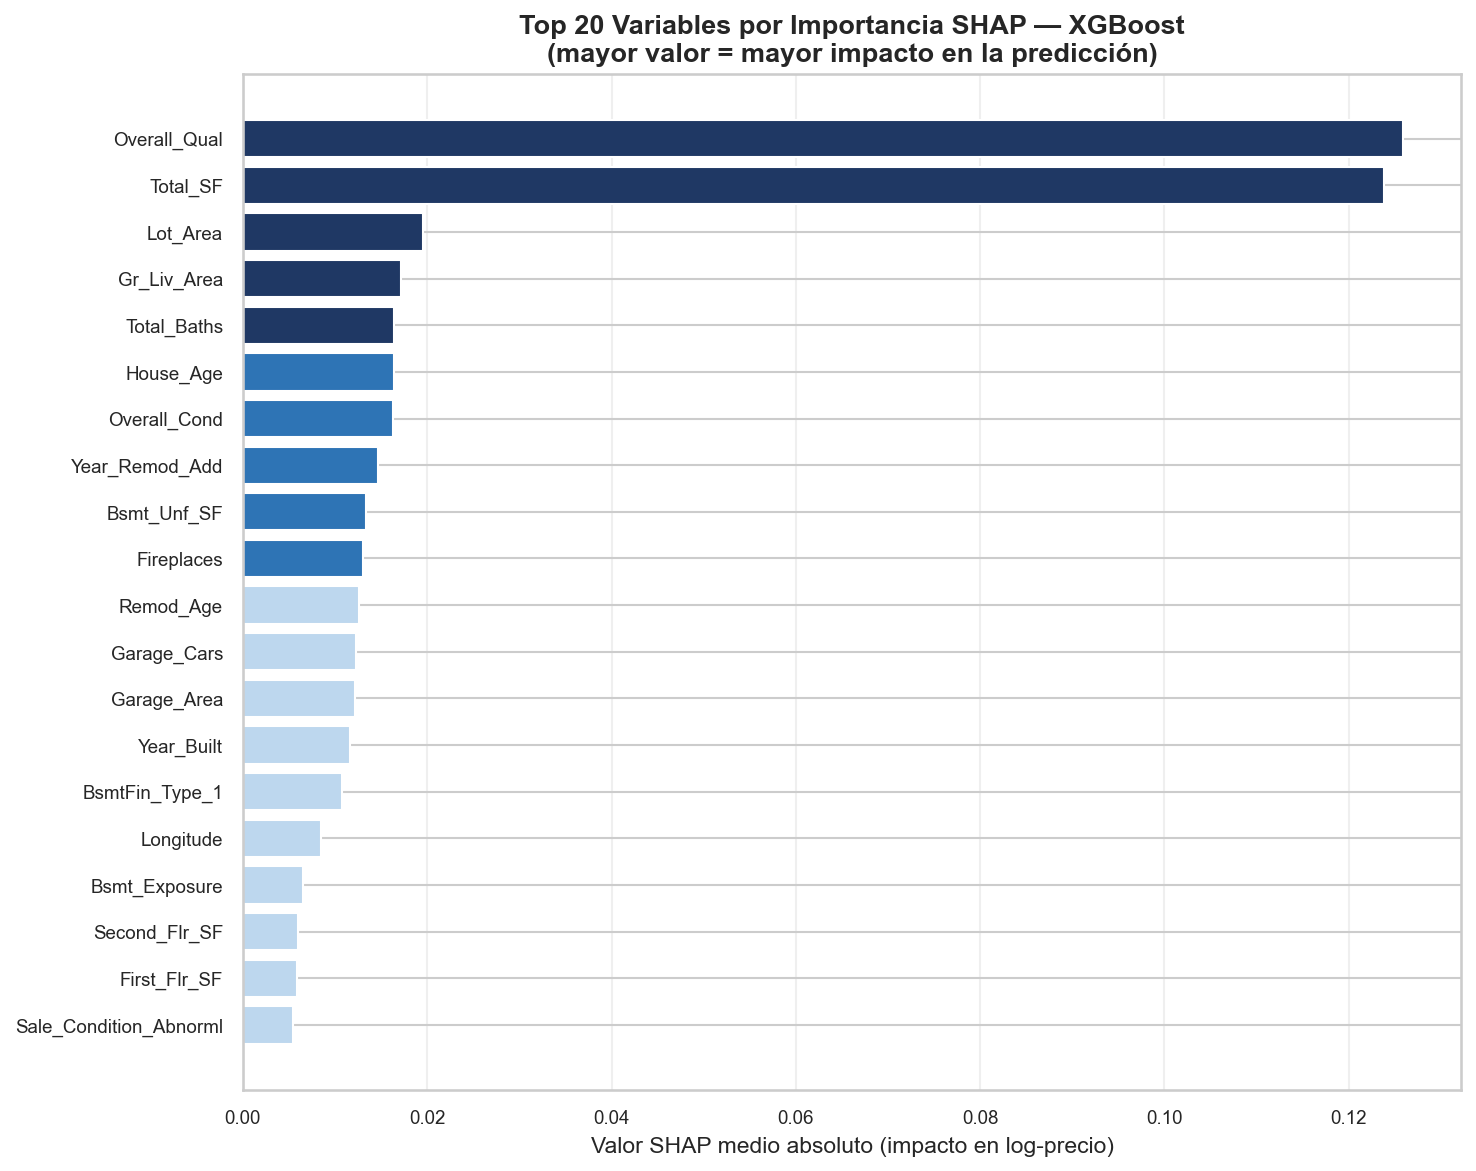 Top 20 Variables por Importancia SHAP — XGBoost
(mayor valor = mayor impacto en la predicción)
Overall_Qual
Total_SF
Lot_Area
Gr_Liv_Area
Total_Baths
House_Age
Overall_Cond
Year_Remod_Add
Bsmt_Unf_SF
Fireplaces
Remod_Age
Garage_Cars
Garage_Area
Year_Built
BsmtFin_Type_1
Longitude
Bsmt_Exposure
Second_Flr_SF
First_Flr_SF
Sale_Condition_Abnorml
0.00 0.02 0.04 0.06 0.08 0.10 0.12
Valor SHAP medio absoluto (impacto en log-precio)